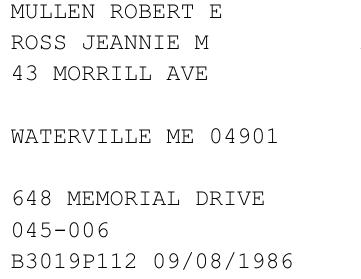 MULLEN ROBERT E
ROSS JEANNIE M
43 MORRILL AVE
WATERVILLE ME 04901
648 MEMORIAL DRIVE
045-006
B3019P112 09/08/1986